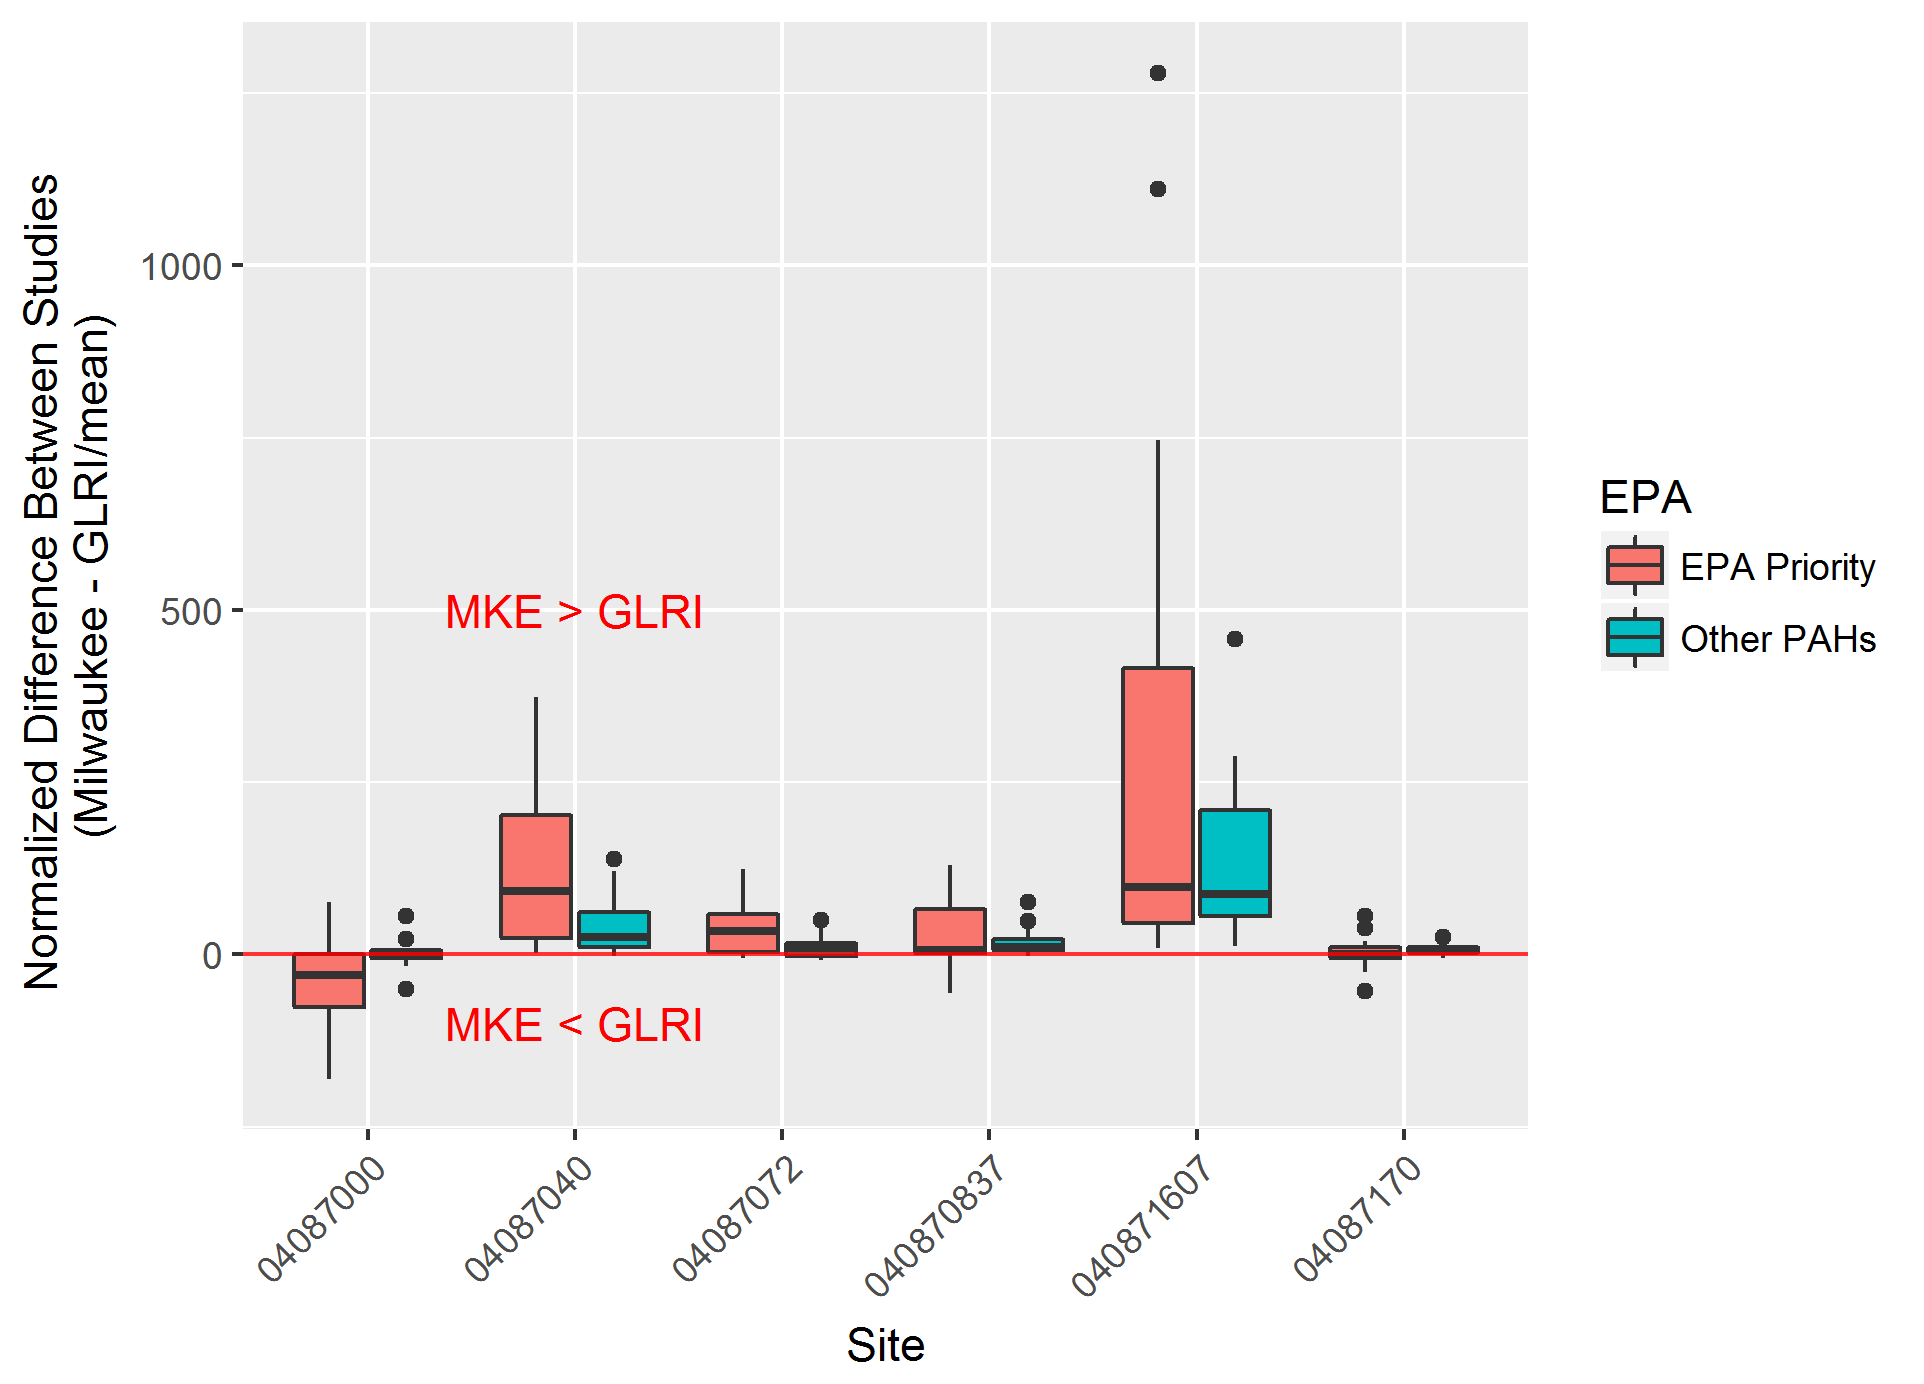 Normalized Difference Between Studies
(Milwaukee - GLRI/mean)
1000
500
0
MKE > GLRI
MKE < GLRI
04087000
04087040
04087072
040870837
040871607
04087170
Site
EPA
EPA Priority
Other PAHs